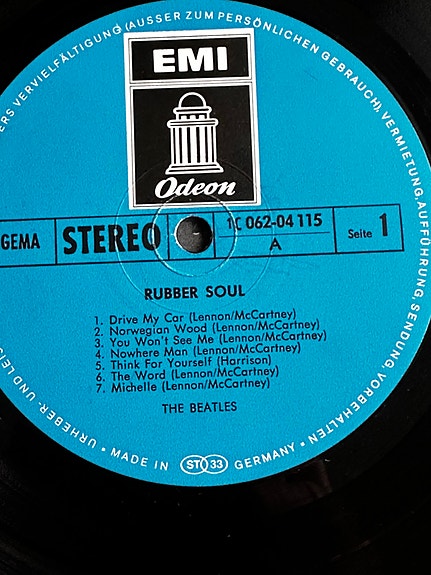 ERS VERVIELFÄLTIGUNG (AUSSER ZUM PERSÖNLICHEN GEBRAUCH), VERMIETUNG, AUFFÜHRUNG, SENDUNG VORBEHALTEN
EMI
Odeon
GEMA STEREO 1C 062-04 115
A
Seite 1
RUBBER SOUL
1. Drive My Car (Lennon/McCartney)
2. Norwegian Wood (Lennon/McCartney)
3. You Won't See Me (Lennon/McCartney)
4. Nowhere Man (Lennon/McCartney)
5. Think For Yourself (Harrison)
6. The Word (Lennon/McCartney)
7. Michelle (Lennon/McCartney)
THE BEATLES
URHEBER- UND LEIS
• MADE IN ST 33 GERMANY •